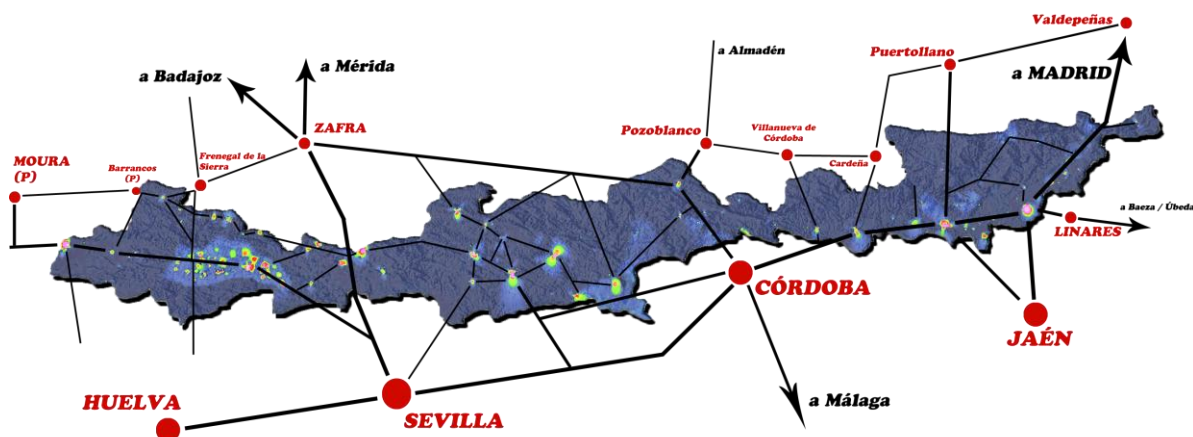 Valdepeñas
a Almadén
Puertollano
a Mérida
a MADRID
a Badajoz
ZAFRA
Pozoblanco
Villanueva de
Córdoba
Cardeña
MOURA
(P)
Barrancos
(P)
Frenegal de la
Sierra
a Baeza / Úbeda
LINARES
CÓRDOBA
JAÉN
HUELVA
SEVILLA
a Málaga